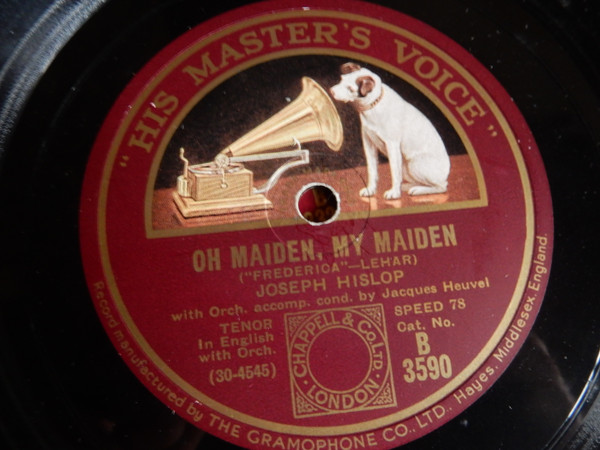 "HIS MASTER'S VOICE"
OH MAIDEN, MY MAIDEN
("FREDERICA"—LEHAR)
JOSEPH HISLOP
with Orch. accomp. cond. by Jacques Heuvel
TENOR
In English
with Orch.
(30-4545)
CHAPPELL & CO. LTD.
LONDON
SPEED 78
Cat. No.
B
3590
Record manufactured by THE GRAMOPHONE CO., LTD. Hayes, Middlesex, England.